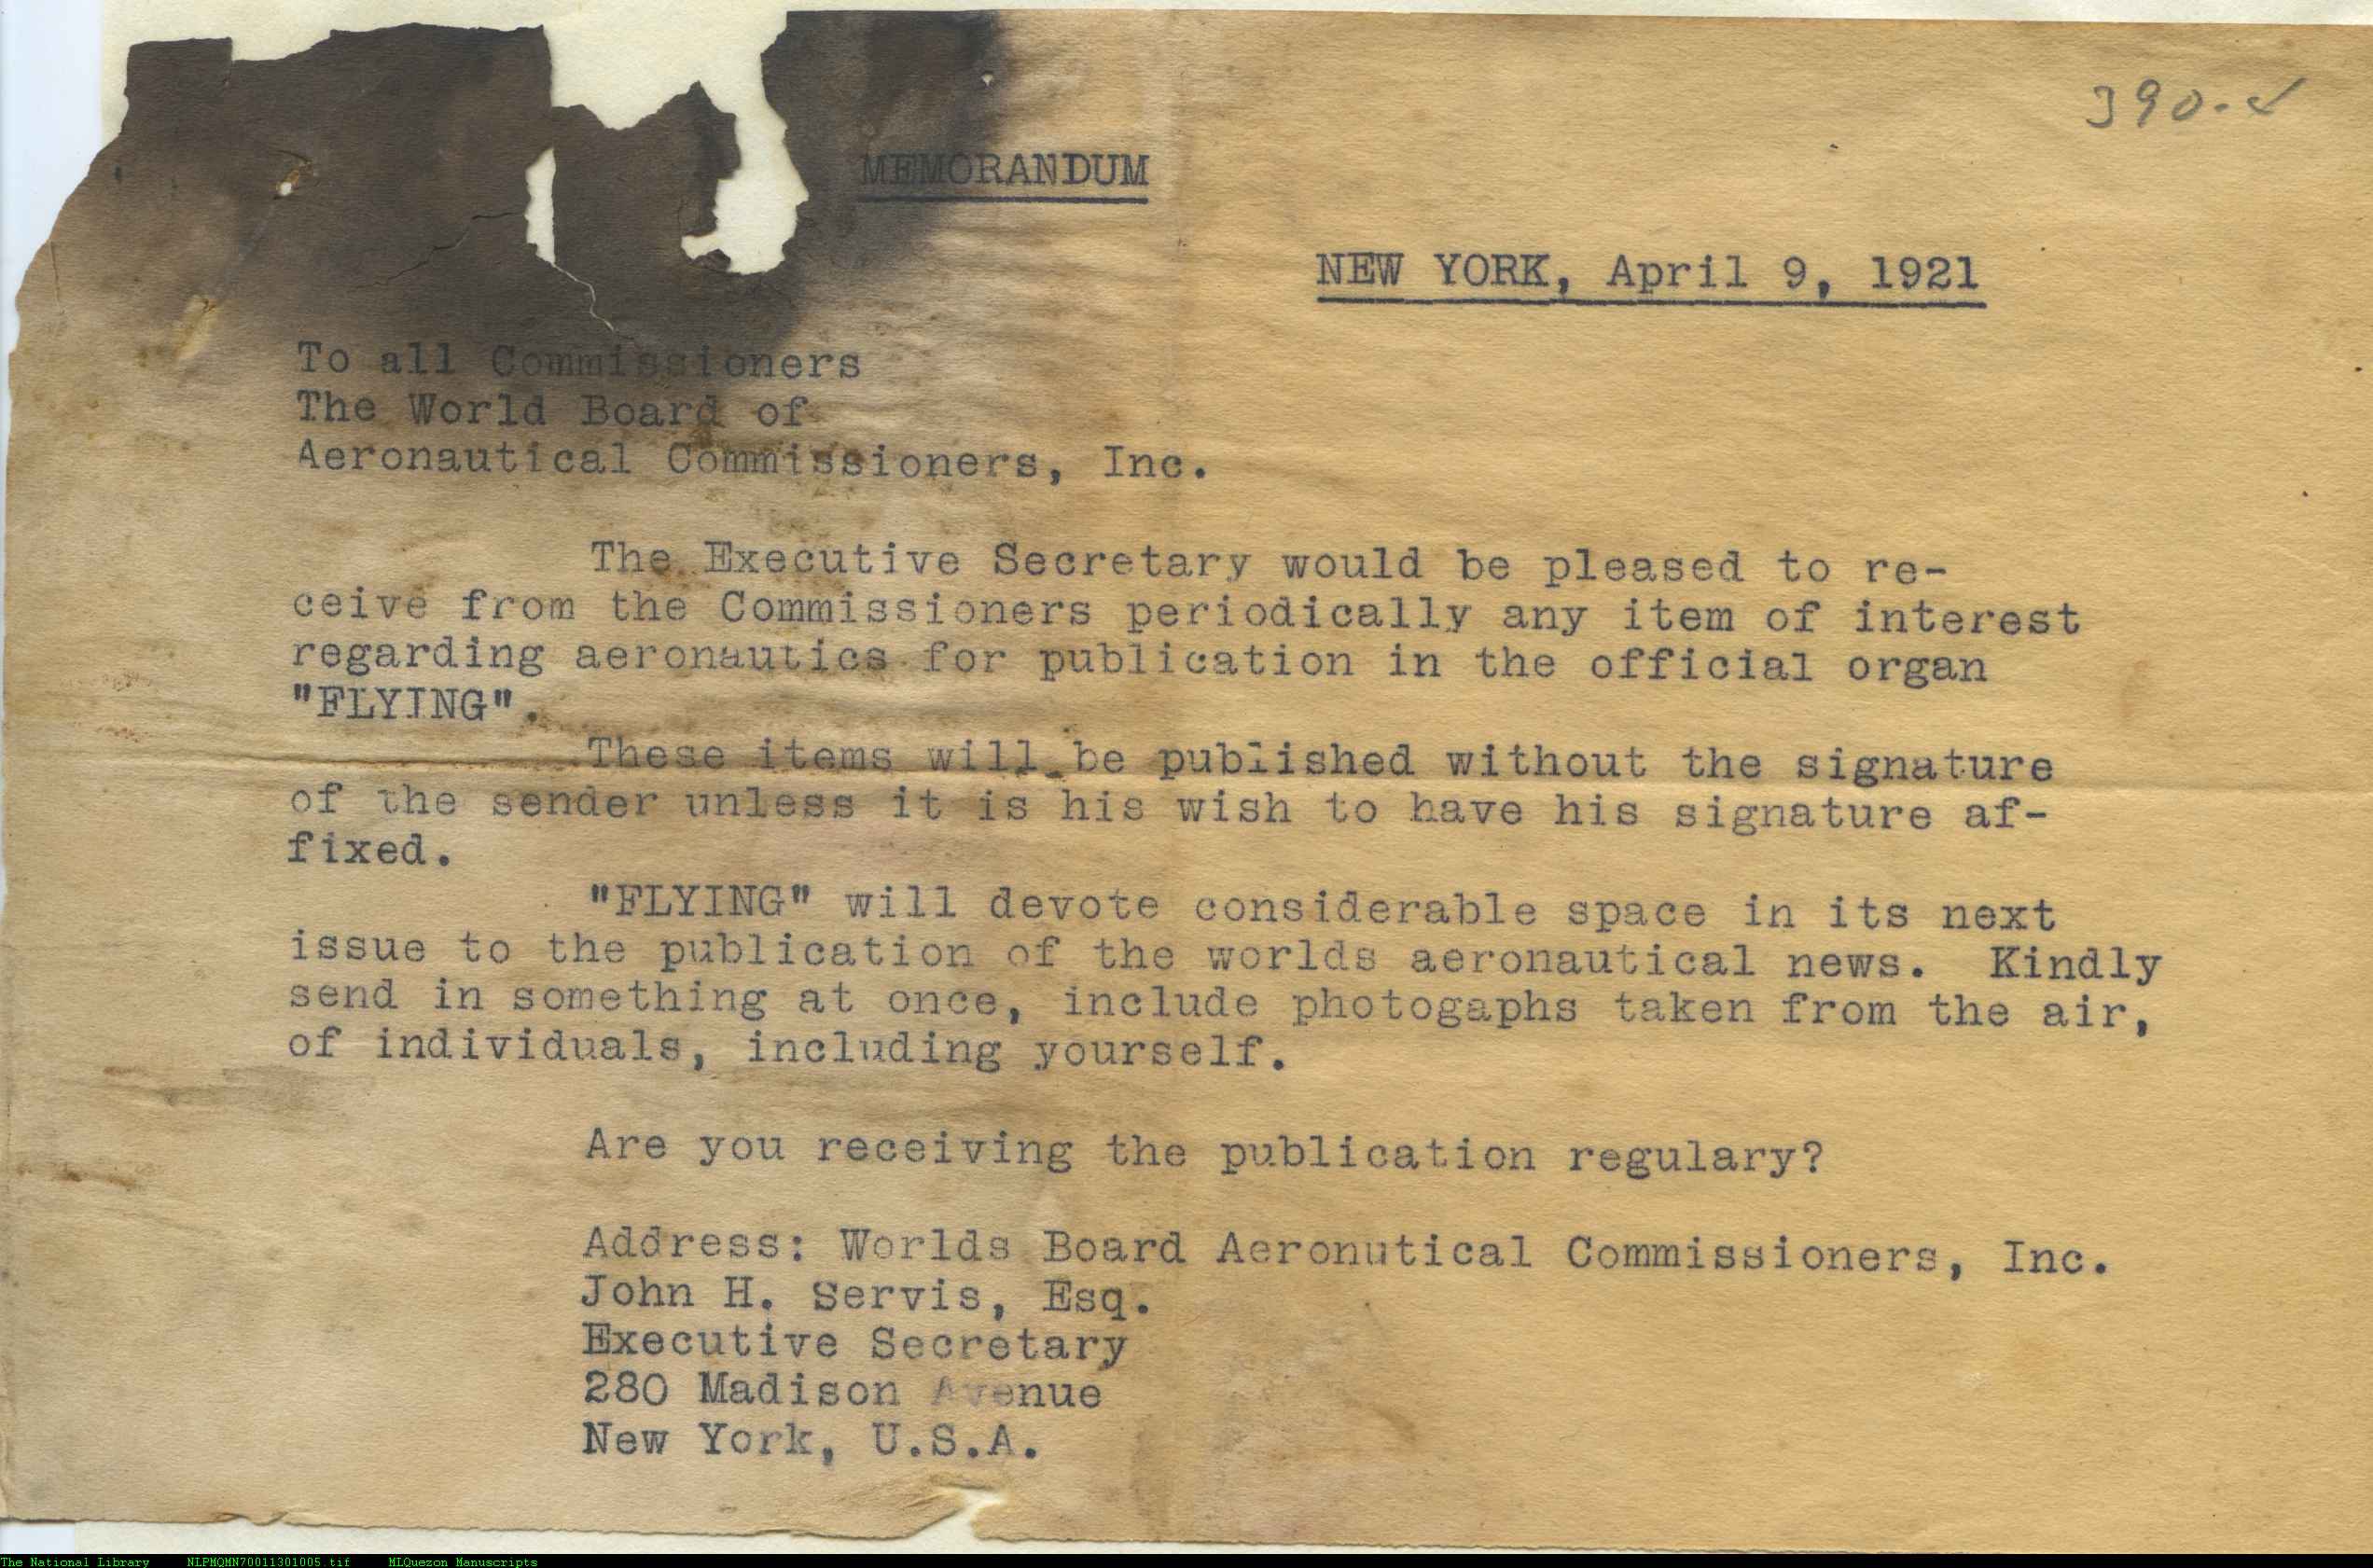 390-
MEMORANDUM
NEW YORK, April 9, 1921
To all Commissioners
The World Board of
Aeronautical Commissioners, Inc.
The Executive Secretary would be pleased to re-
ceive from the Commissioners periodically any item of interest
regarding aeronautics for publication in the official organ
"FLYING".
These items will be published without the signature
of the sender unless it is his wish to have his signature af-
fixed.
"FLYING" will devote considerable space in its next
issue to the publication of the worlds aeronautical news. Kindly
send in something at once, include photogaphs taken from the air,
of individuals, including yourself.
Are you receiving the publication regulary?
Address: Worlds Board Aeronutical Commissioners, Inc.
John H. Servis, Esq.
Executive Secretary
280 Madison Avenue
New York, U.S.A.
The National Library NLPMQMN70011301005.tif MLQuezon Manuscripts